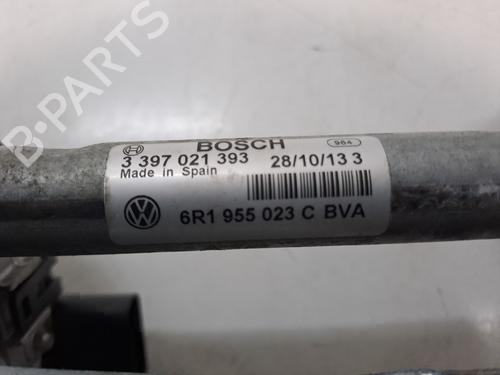 BOSCH
984
3 397 021 393 28/10/13 3
Made in Spain
6R1 955 023 C BVA
B-PARTS